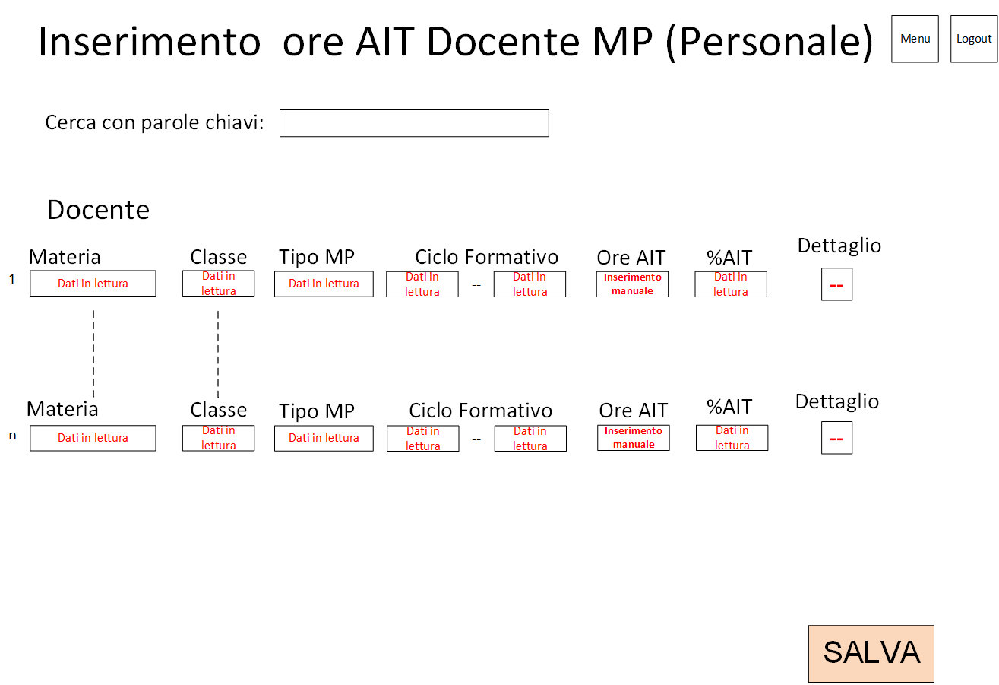 Inserimento  ore AIT Docente MP (Personale)
Menu
Logout
Cerca con parole chiavi:
Docente
Materia Classe Tipo MP Ciclo Formativo Ore AIT %AIT Dettaglio
1 Dati in lettura Dati in lettura Dati in lettura Dati in lettura -- Dati in lettura Inserimento manuale Dati in lettura --
Materia Classe Tipo MP Ciclo Formativo Ore AIT %AIT Dettaglio
n Dati in lettura Dati in lettura Dati in lettura Dati in lettura -- Dati in lettura Inserimento manuale Dati in lettura --
SALVA